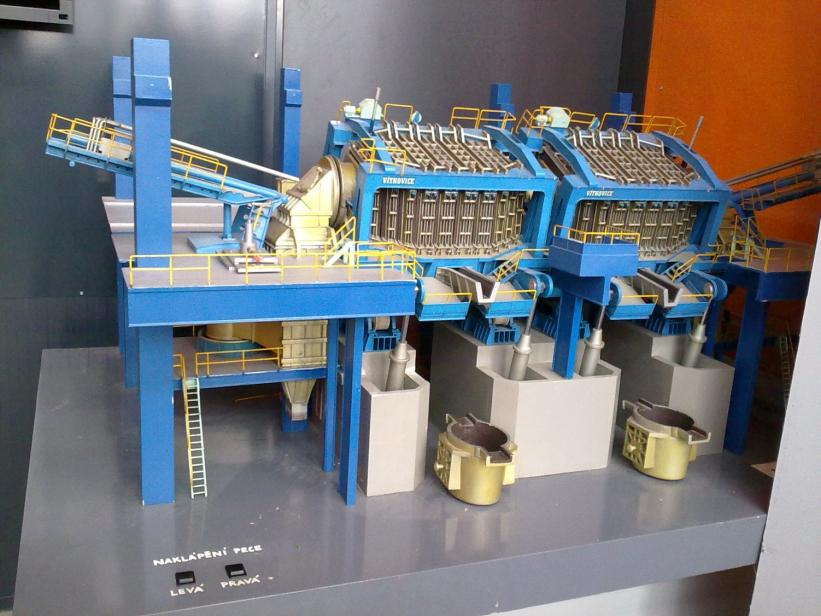 VÍTKOVICE
VÍTKOVICE
NAKLÁPĚNÍ PECE
LEVÁ PRAVÁ